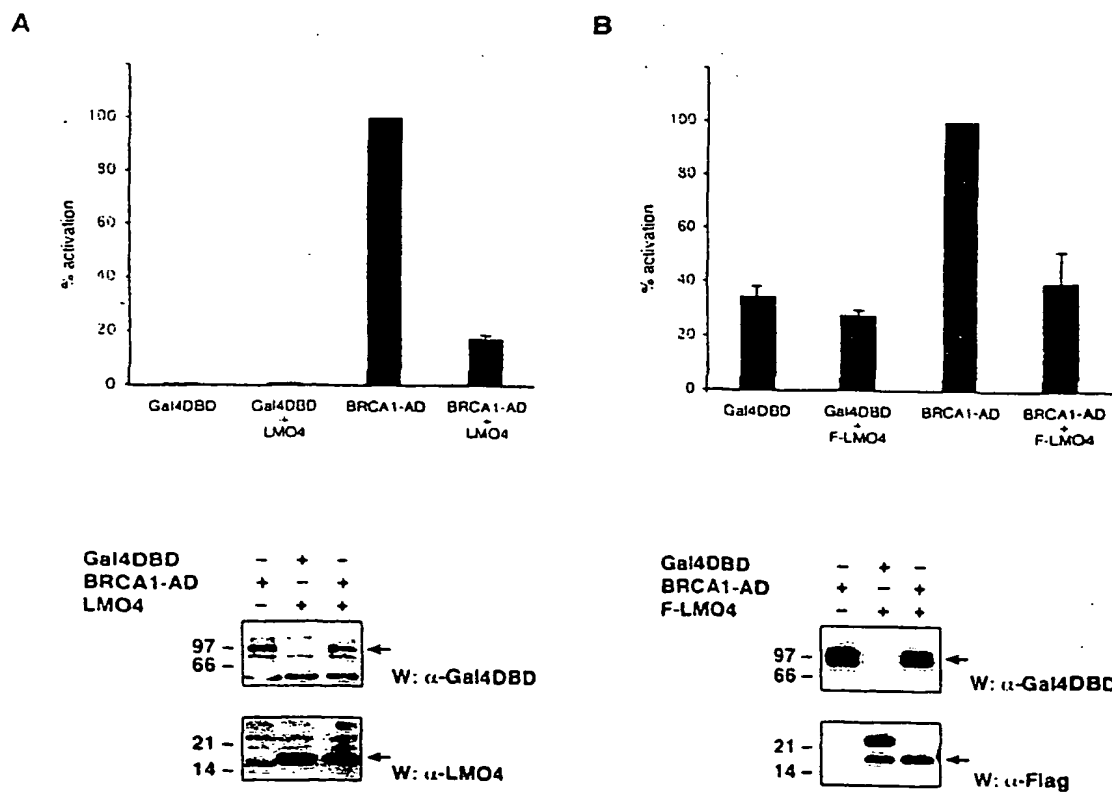 A
100
80
60
40
20
0
% activation
Gal4DBD
Gal4DBD
+
LMO4
BRCA1-AD
BRCA1-AD
+
LMO4
Gal4DBD – + –
BRCA1-AD + – +
LMO4 – + +
97 –
66 –
W: α-Gal4DBD
21 –
14 –
W: α-LMO4
B
100
80
60
40
20
0
% activation
Gal4DBD
Gal4DBD
+
F-LMO4
BRCA1-AD
BRCA1-AD
+
F-LMO4
Gal4DBD – + –
BRCA1-AD + – +
F-LMO4 – + +
97 –
66 –
W: α-Gal4DBD
21 –
14 –
W: α-Flag